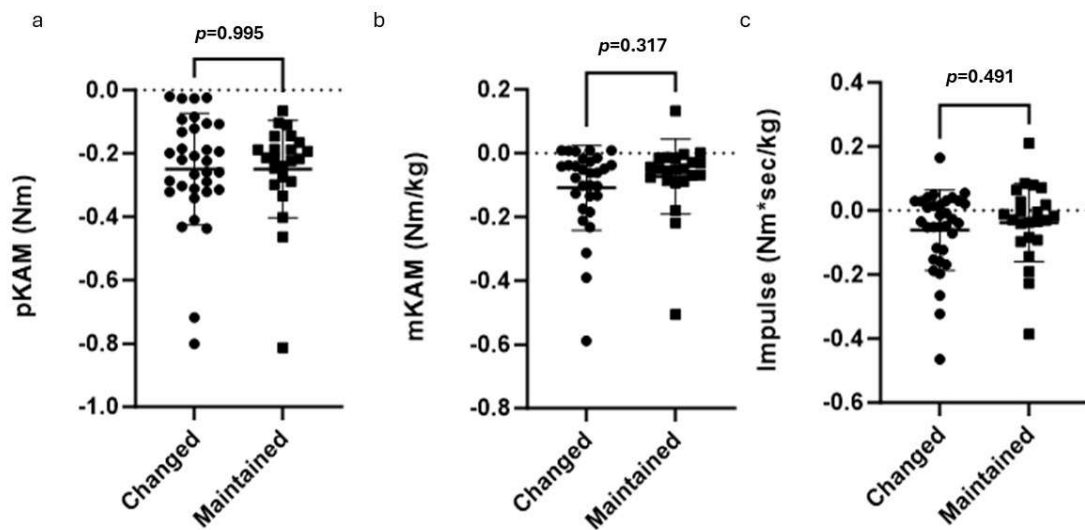 a
p=0.995
pKAM (Nm)
0.0
-0.2
-0.4
-0.6
-0.8
-1.0
Changed
Maintained
b
p=0.317
mKAM (Nm/kg)
0.2
0.0
-0.2
-0.4
-0.6
-0.8
Changed
Maintained
c
p=0.491
Impulse (Nm*sec/kg)
0.4
0.2
0.0
-0.2
-0.4
-0.6
Changed
Maintained